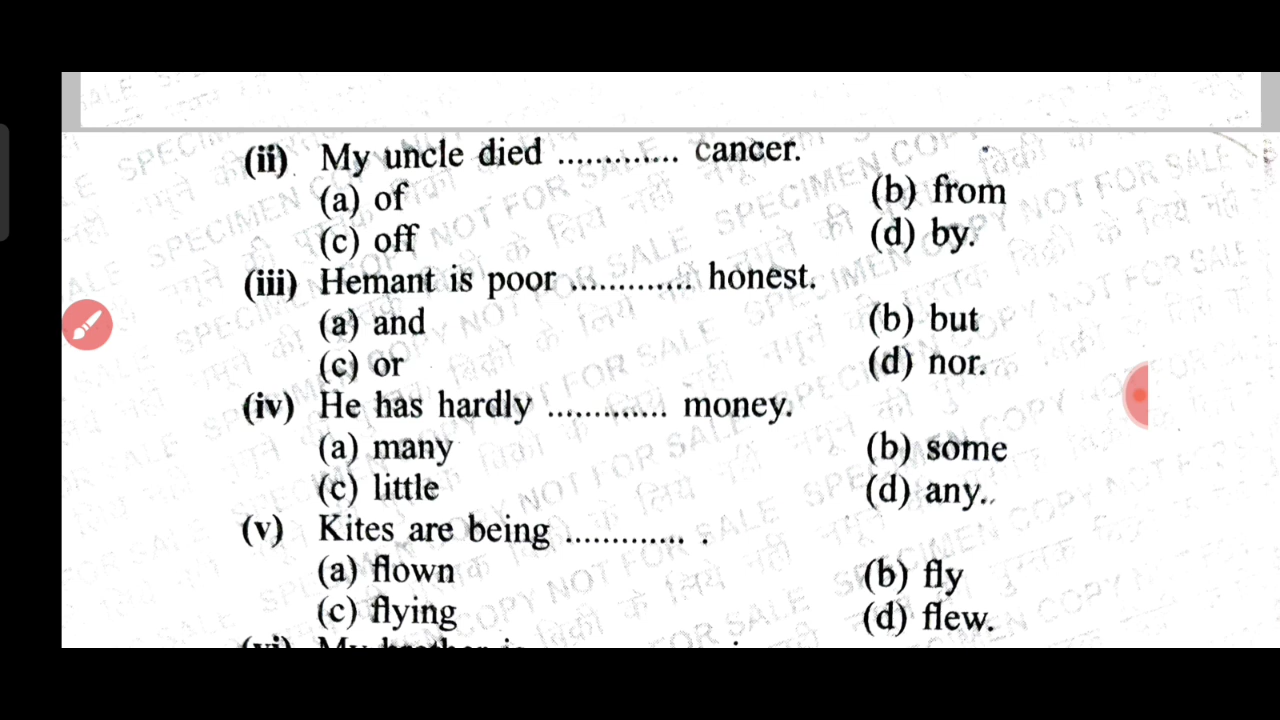 (ii) My uncle died ............. cancer.
(a) of (b) from
(c) off (d) by.
(iii) Hemant is poor ............. honest.
(a) and (b) but
(c) or (d) nor.
(iv) He has hardly ............. money.
(a) many (b) some
(c) little (d) any..
(v) Kites are being ............. .
(a) flown (b) fly
(c) flying (d) flew.